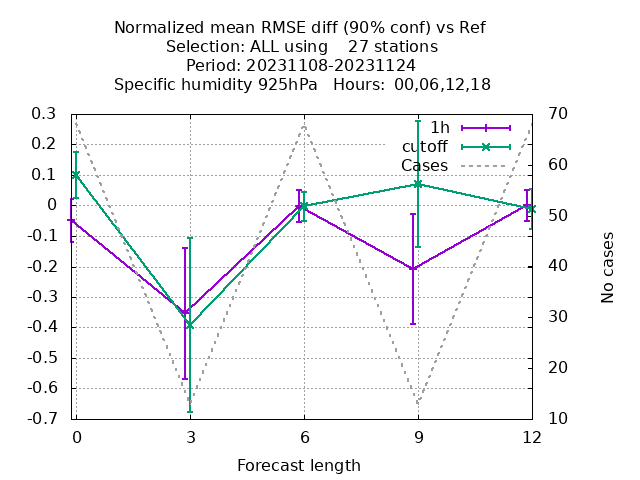 Normalized mean RMSE diff (90% conf) vs Ref
Selection: ALL using 27 stations
Period: 20231108-20231124
Specific humidity 925hPa Hours: 00,06,12,18
0.3
0.2
0.1
0
-0.1
-0.2
-0.3
-0.4
-0.5
-0.6
-0.7
70
60
50
40
30
20
10
1h
cutoff
Cases
No cases
0 3 6 9 12
Forecast length